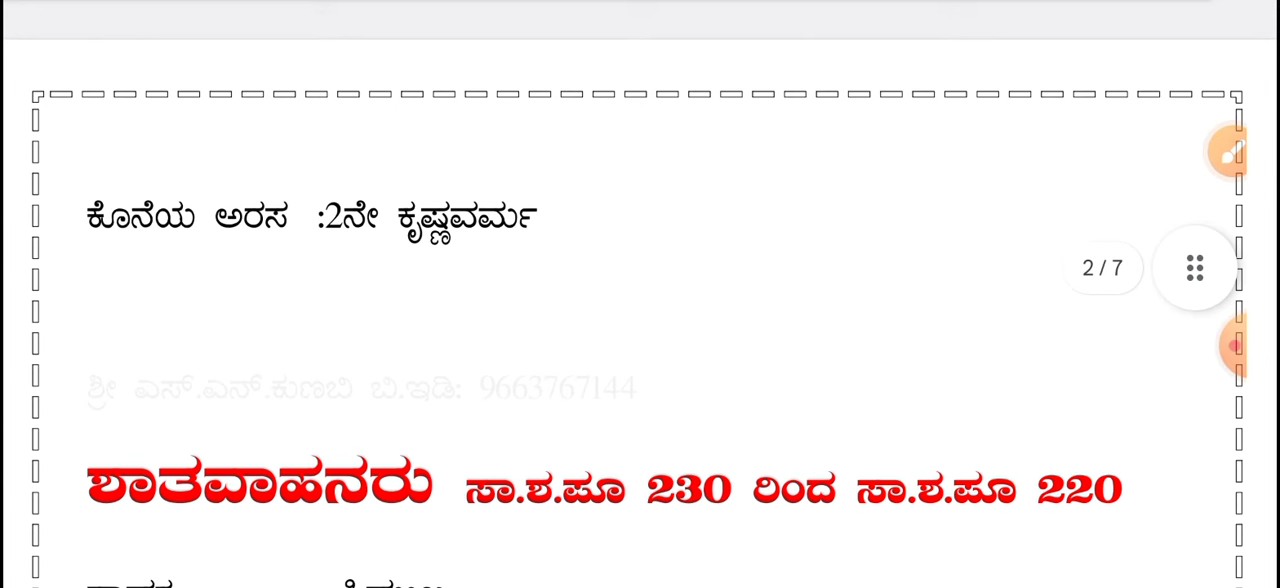 ಕೊನೆಯ ಅರಸ :2ನೇ ಕೃಷ್ಣವರ್ಮ
2 / 7
ಶ್ರೀ ಎಸ್.ಎನ್.ಕುಣಬಿ ಬಿ.ಇಡಿ: 9663767144
ಶಾತವಾಹನರು ಸಾ.ಶ.ಪೂ 230 ರಿಂದ ಸಾ.ಶ.ಪೂ 220